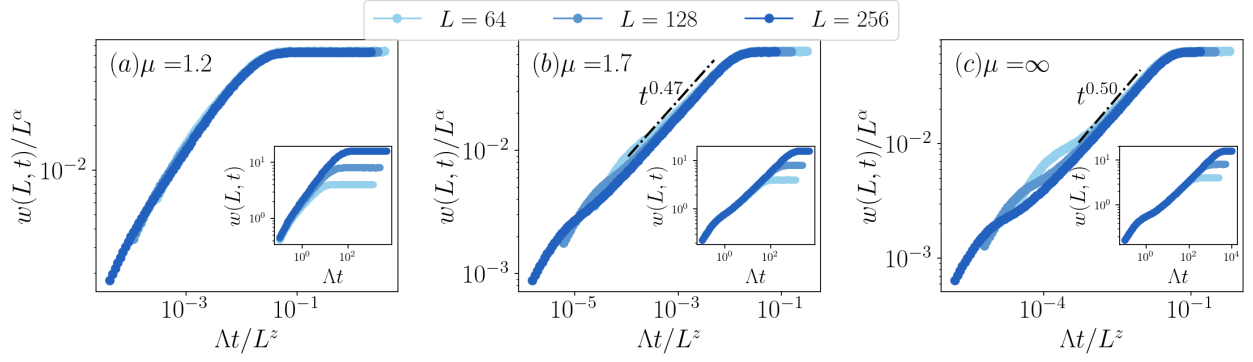 L = 64 L = 128 L = 256
(a)μ =1.2
w(L, t)/L^α
10^{-2}
10^{-3} 10^{-1}
Λt/L^z
w(L, t)
10^1
10^0
10^0 10^2
Λt
(b)μ =1.7
t^{0.47}
w(L, t)/L^α
10^{-2}
10^{-3}
10^{-5} 10^{-3} 10^{-1}
Λt/L^z
w(L, t)
10^1
10^0
10^0 10^2
Λt
(c)μ =∞
t^{0.50}
w(L, t)/L^α
10^{-2}
10^{-3}
10^{-4} 10^{-1}
Λt/L^z
w(L, t)
10^1
10^0
10^0 10^2 10^4
Λt